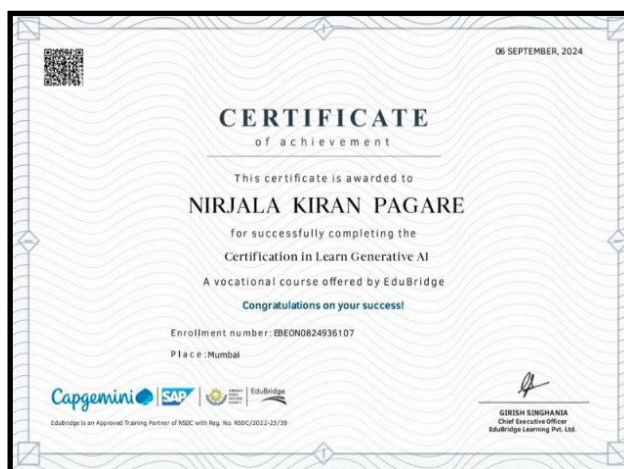 06 SEPTEMBER, 2024
CERTIFICATE
of achievement
This certificate is awarded to
NIRJALA KIRAN PAGARE
for successfully completing the
Certification in Learn Generative AI
A vocational course offered by EduBridge
Congratulations on your success!
Enrollment number: EBEON0824936107
Place: Mumbai
Capgemini SAP EduBridge
EduBridge is an Approved Training Partner of NSDC with Reg. No. NSDC/2022-23/39
GIRISH SINGHANIA
Chief Executive Officer
EduBridge Learning Pvt. Ltd.